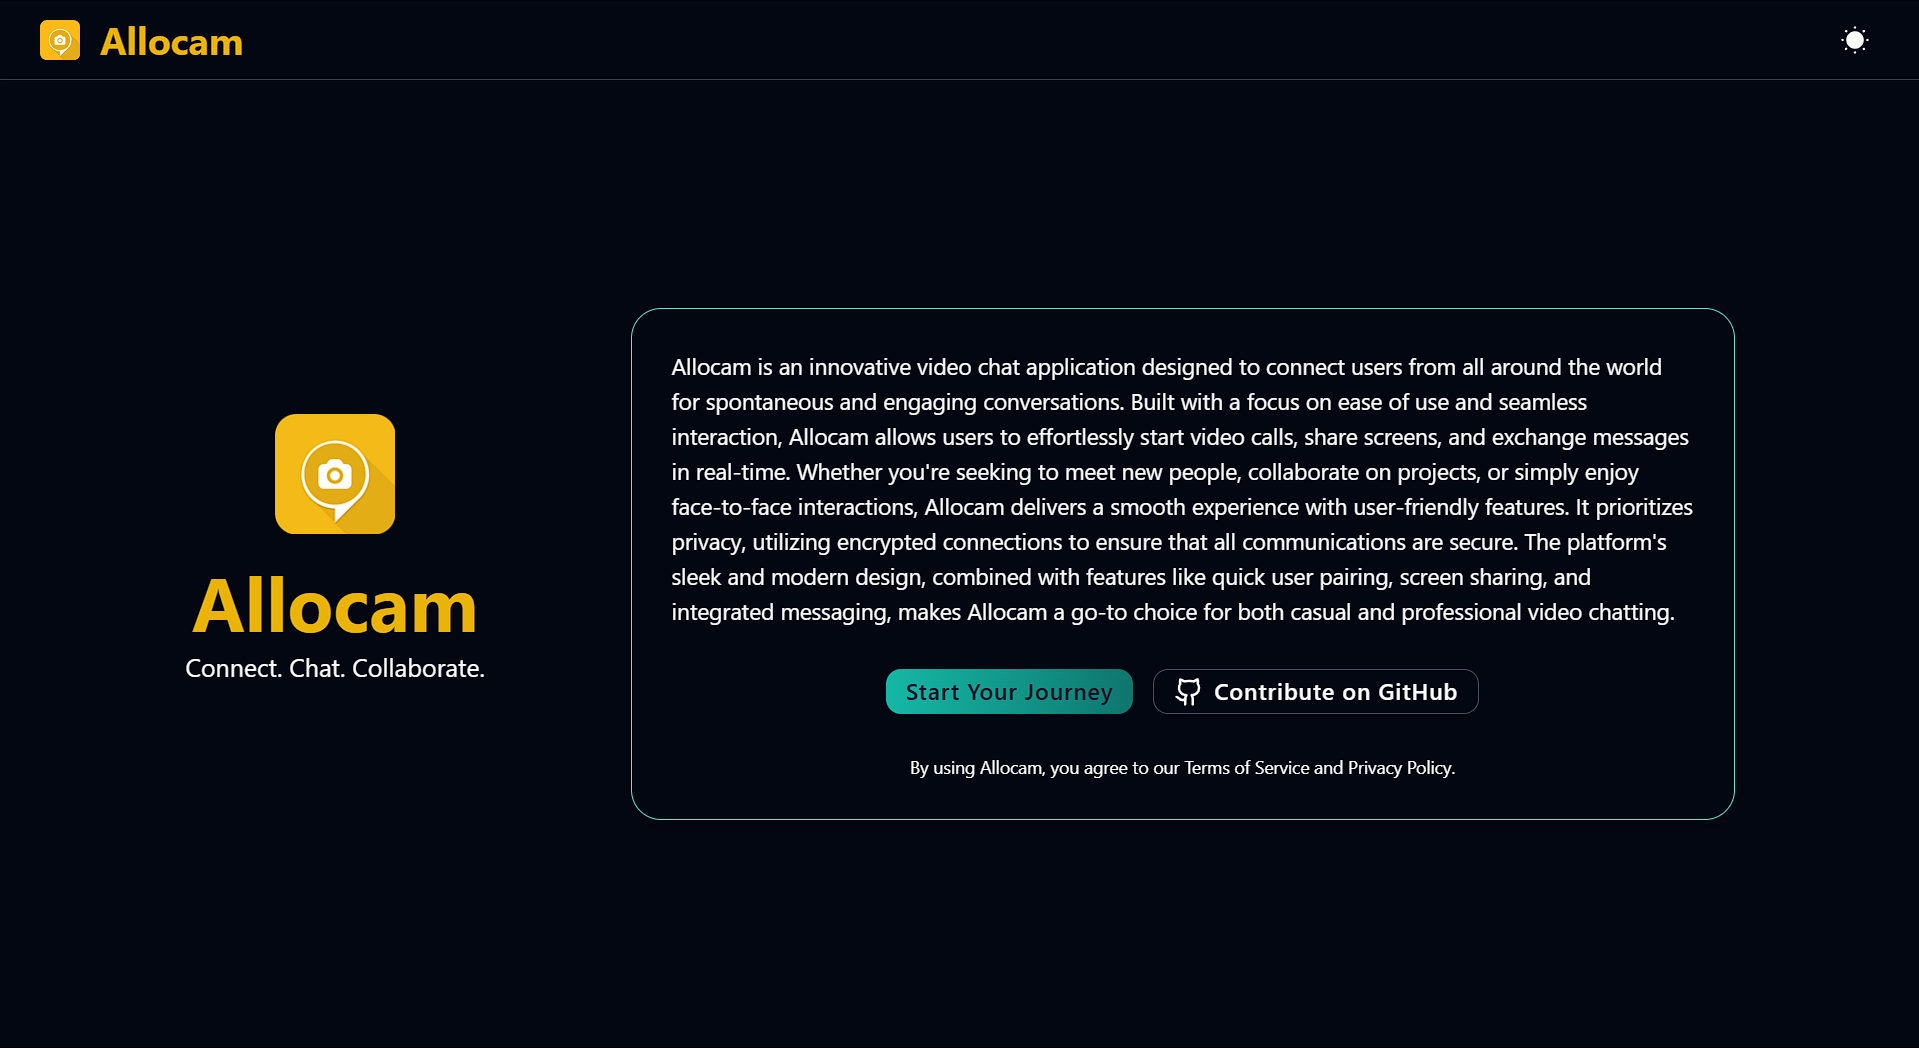 Allocam
Allocam
Connect. Chat. Collaborate.
Allocam is an innovative video chat application designed to connect users from all around the world
for spontaneous and engaging conversations. Built with a focus on ease of use and seamless
interaction, Allocam allows users to effortlessly start video calls, share screens, and exchange messages
in real-time. Whether you're seeking to meet new people, collaborate on projects, or simply enjoy
face-to-face interactions, Allocam delivers a smooth experience with user-friendly features. It prioritizes
privacy, utilizing encrypted connections to ensure that all communications are secure. The platform's
sleek and modern design, combined with features like quick user pairing, screen sharing, and
integrated messaging, makes Allocam a go-to choice for both casual and professional video chatting.
Start Your Journey
Contribute on GitHub
By using Allocam, you agree to our Terms of Service and Privacy Policy.